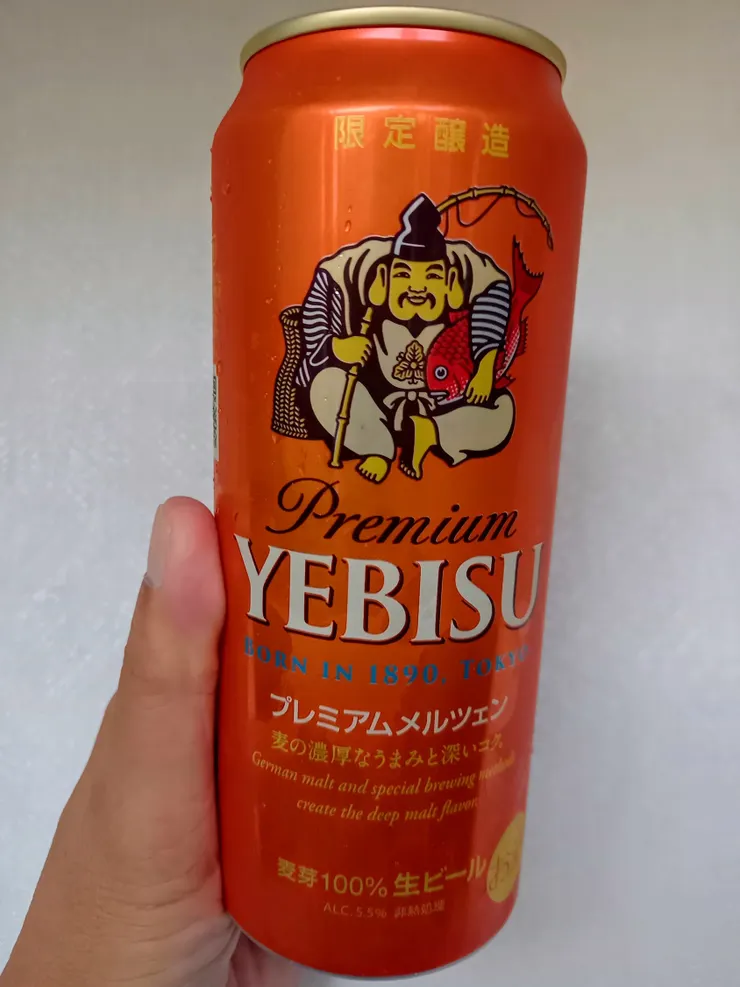 限定醸造
Premium
YEBISU
BORN IN 1890, TOKYO
プレミアムメルツェン
麦の濃厚なうまみと深いコク。
German malt and special brewing methods
create the deep malt flavor.
麦芽100% 生ビール
ALC. 5.5% 非熱処理